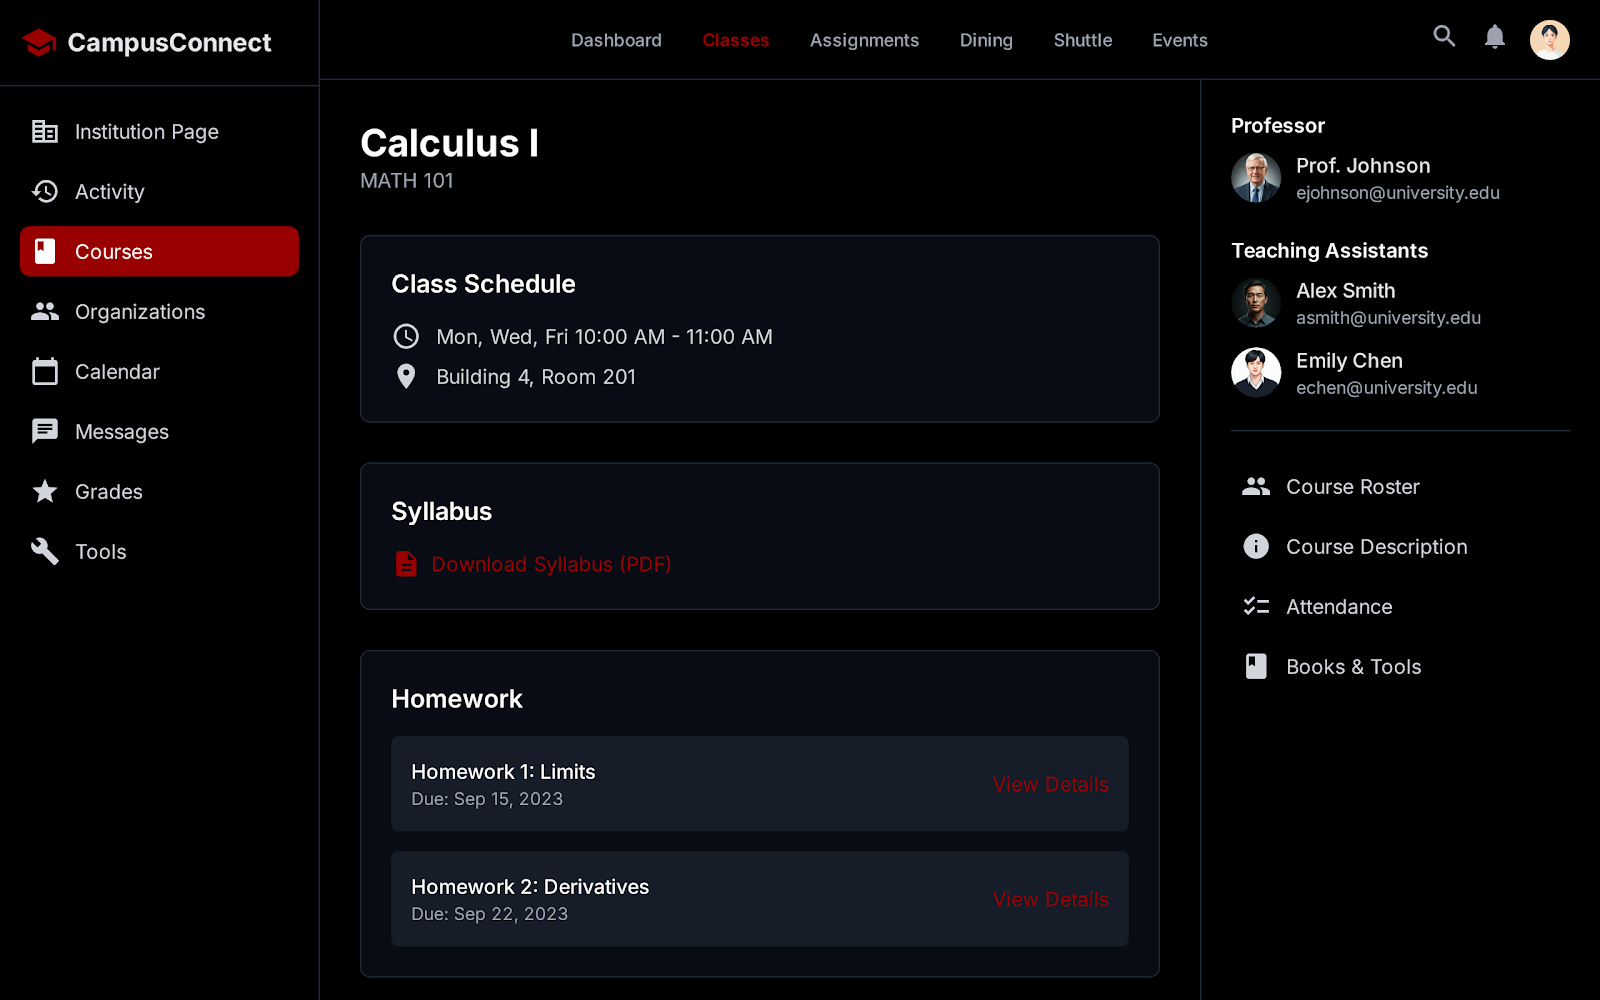 CampusConnect
Dashboard
Classes
Assignments
Dining
Shuttle
Events
Institution Page
Activity
Courses
Organizations
Calendar
Messages
Grades
Tools
Calculus I
MATH 101
Class Schedule
Mon, Wed, Fri 10:00 AM - 11:00 AM
Building 4, Room 201
Syllabus
Download Syllabus (PDF)
Homework
Homework 1: Limits
Due: Sep 15, 2023
View Details
Homework 2: Derivatives
Due: Sep 22, 2023
View Details
Professor
Prof. Johnson
ejohnson@university.edu
Teaching Assistants
Alex Smith
asmith@university.edu
Emily Chen
echen@university.edu
Course Roster
Course Description
Attendance
Books & Tools